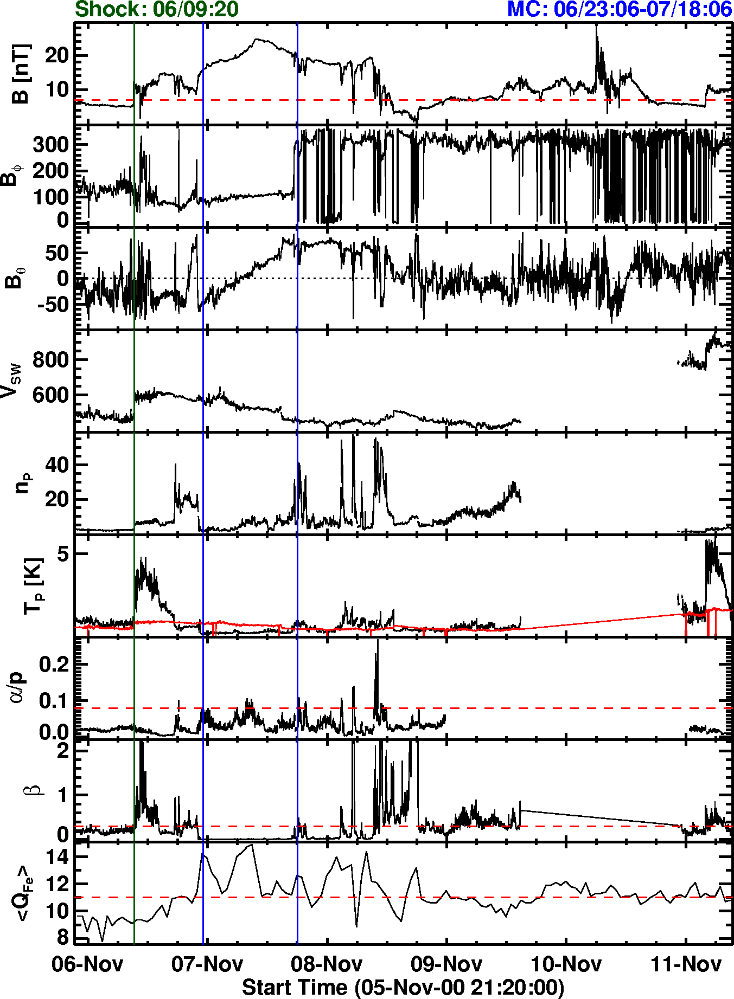 Shock: 06/09:20 MC: 06/23:06-07/18:06
B [nT]
20
10
Bϕ
300
200
100
0
Bθ
50
0
-50
VSW
800
600
nP
40
20
TP [K]
5
α/p
0.2
0.1
0.0
β
2
1
0
<QFe>
14
12
10
8
06-Nov 07-Nov 08-Nov 09-Nov 10-Nov 11-Nov
Start Time (05-Nov-00 21:20:00)